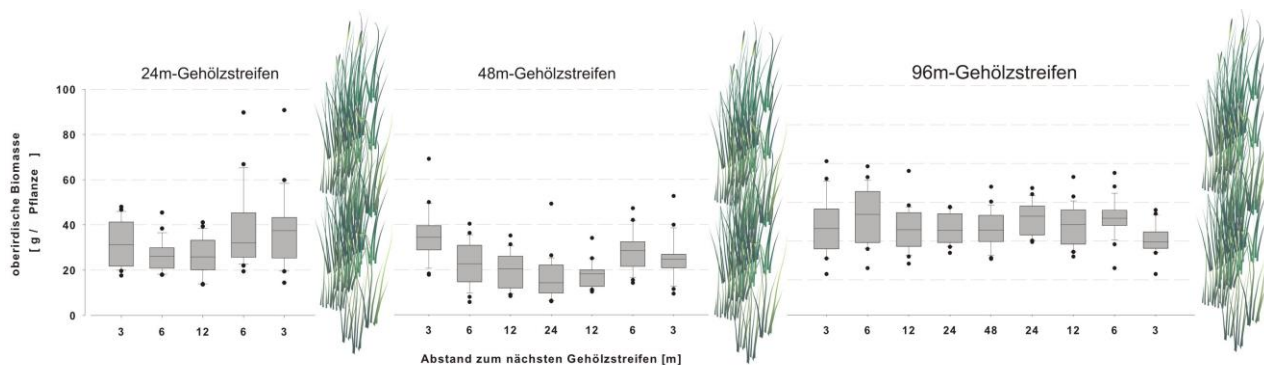 24m-Gehölzstreifen
48m-Gehölzstreifen
96m-Gehölzstreifen
oberirdische Biomasse
[ g / Pflanze ]
100
80
60
40
20
0
3 6 12 6 3
3 6 12 24 12 6 3
3 6 12 24 48 24 12 6 3
Abstand zum nächsten Gehölzstreifen [m]